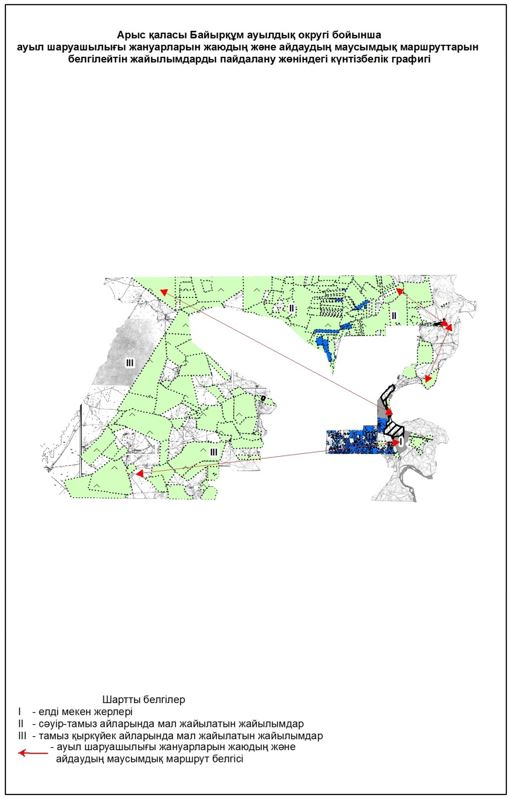 Арыс қаласы Байырқұм ауылдық округі бойынша
ауыл шаруашылығы жануарларын жаюдың және айдаудың маусымдық маршруттарын
белгілейтін жайылымдарды пайдалану жөніндегі күнтізбелік графигі
II
II
III
III
I
Шартты белгілер
I - елді мекен жерлері
II - сәуір-тамыз айларында мал жайылатын жайылымдар
III - тамыз қыркүйек айларында мал жайылатын жайылымдар
- ауыл шаруашылығы жануарларын жаюдың және
айдаудың маусымдық маршрут белгісі